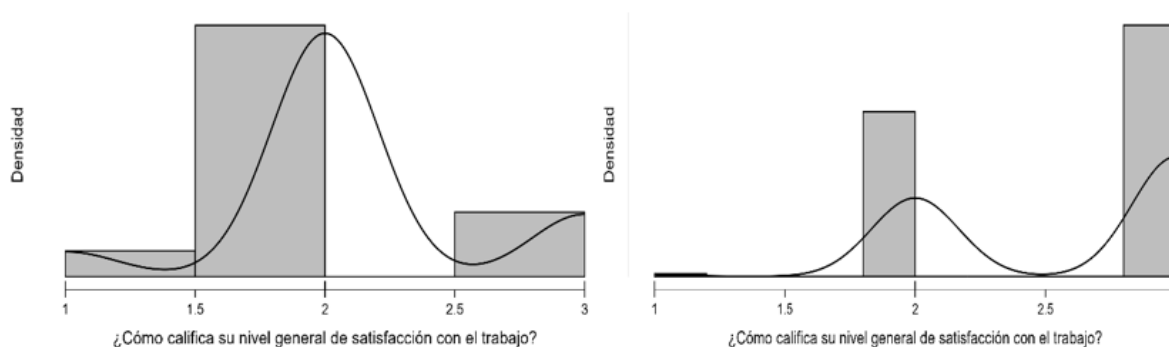 Densidad
1 1.5 2 2.5 3
¿Cómo califica su nivel general de satisfacción con el trabajo?
Densidad
1 1.5 2 2.5
¿Cómo califica su nivel general de satisfacción con el trabajo?